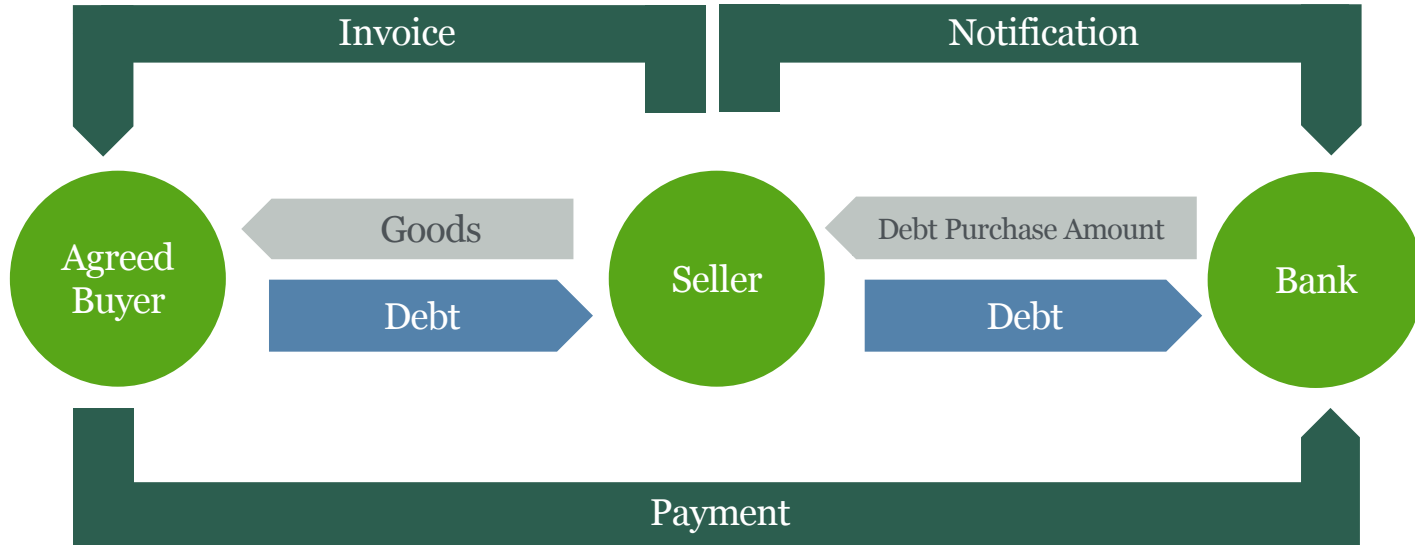 Invoice
Notification
Goods
Debt Purchase Amount
Agreed
Buyer
Seller
Bank
Debt
Debt
Payment